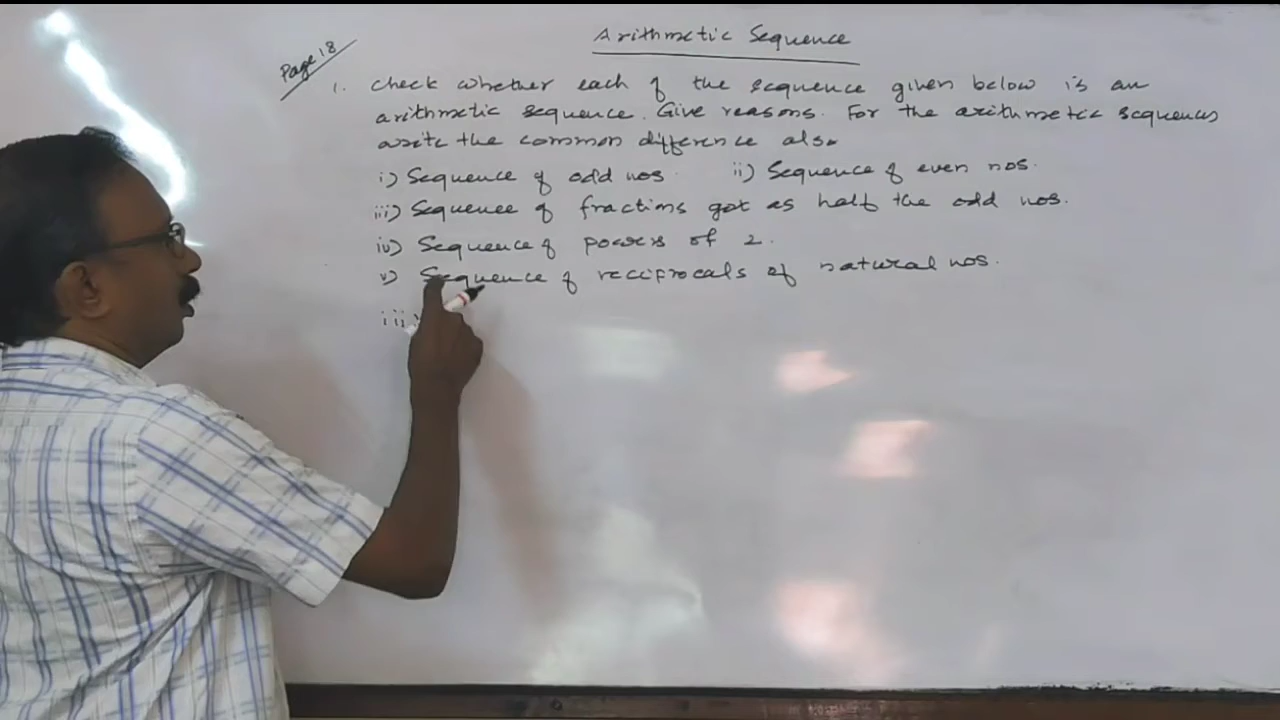 Arithmetic Sequence
Page 18
1. Check whether each of the sequence given below is an
arithmetic sequence. Give reasons. For the arithmetic sequences
write the common difference also
i) Sequence of odd nos. ii) Sequence of even nos.
iii) Sequence of fractions got as half the odd nos.
iv) Sequence of powers of 2.
v) Sequence of reciprocals of natural nos.
iii)